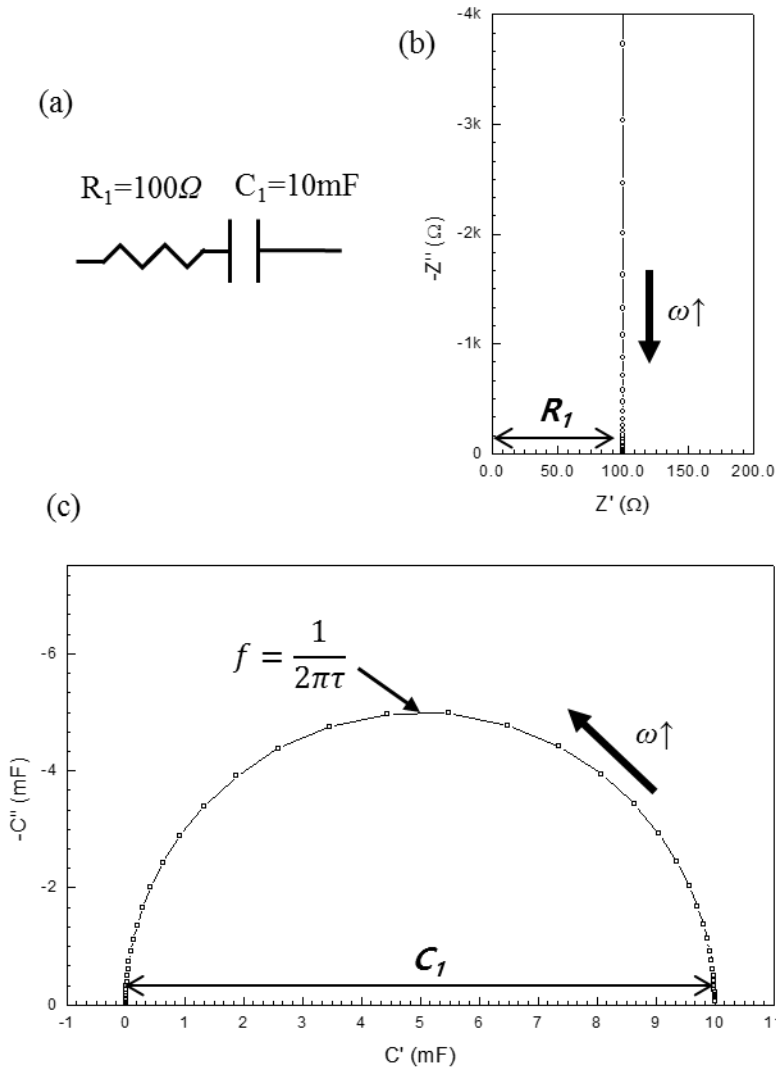 (a)
R₁=100Ω C₁=10mF
(b)
-4k
-3k
-2k
-1k
0
-Z'' (Ω)
ω↑
R₁
0.0 50.0 100.0 150.0 200.0
Z' (Ω)
(c)
-6
-4
-2
0
-C'' (mF)
f = 1/2πτ
ω↑
C₁
-1 0 1 2 3 4 5 6 7 8 9 10 11
C' (mF)